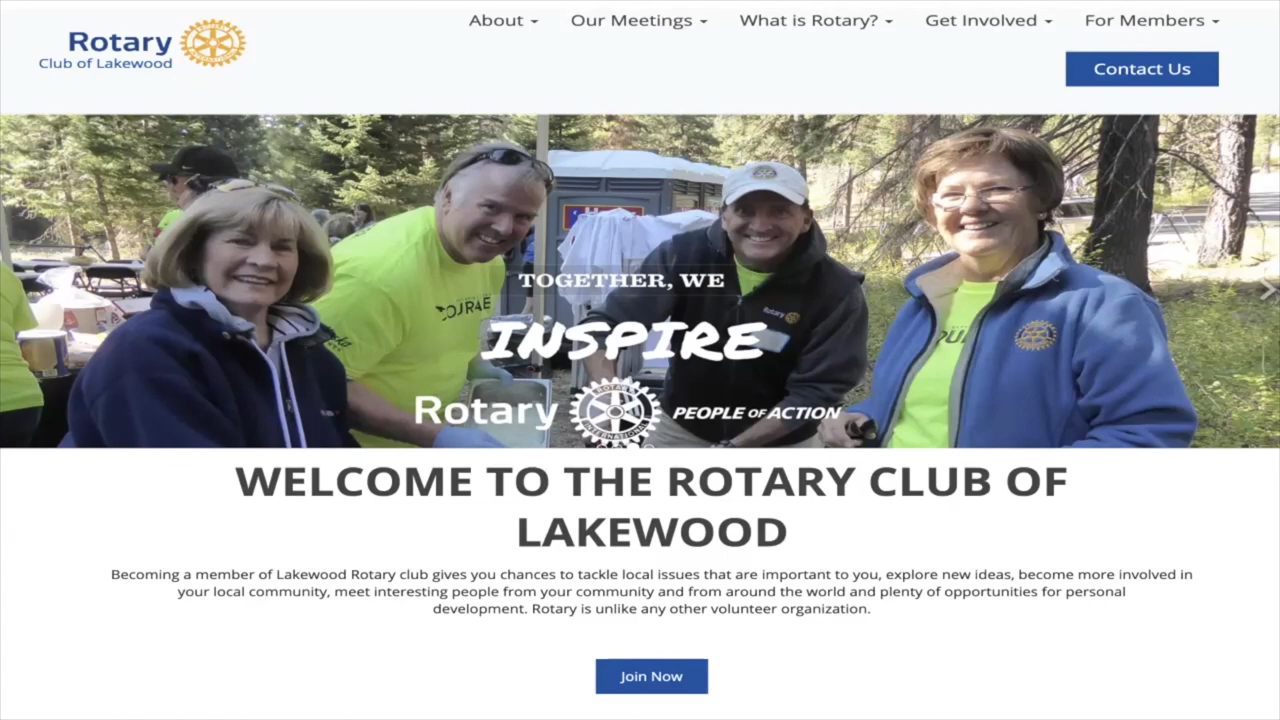 About
Our Meetings
What is Rotary?
Get Involved
For Members
Rotary
Club of Lakewood
Contact Us
TOGETHER, WE
INSPIRE
Rotary
ROTARY
INTERNATIONAL
PEOPLE OF ACTION
Rotary
WELCOME TO THE ROTARY CLUB OF
LAKEWOOD
Becoming a member of Lakewood Rotary club gives you chances to tackle local issues that are important to you, explore new ideas, become more involved in
your local community, meet interesting people from your community and from around the world and plenty of opportunities for personal
development. Rotary is unlike any other volunteer organization.
Join Now